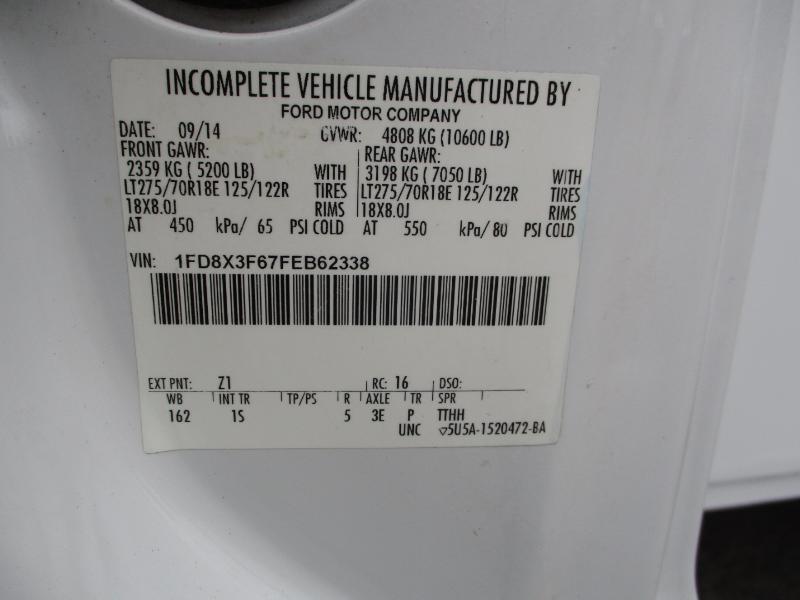 INCOMPLETE VEHICLE MANUFACTURED BY
FORD MOTOR COMPANY
DATE: 09/14 GVWR: 4808 KG (10600 LB)
FRONT GAWR: REAR GAWR:
2359 KG ( 5200 LB) WITH 3198 KG ( 7050 LB) WITH
LT275/70R18E 125/122R TIRES LT275/70R18E 125/122R TIRES
18X8.0J RIMS 18X8.0J RIMS
AT 450 kPa/ 65 PSI COLD AT 550 kPa/ 80 PSI COLD
VIN: 1FD8X3F67FEB62338
EXT PNT: Z1 RC: 16 DSO:
WB INT TR TP/PS R AXLE TR SPR
162 1S 5 3E P TTHH
UNC ▽5U5A-1520472-BA